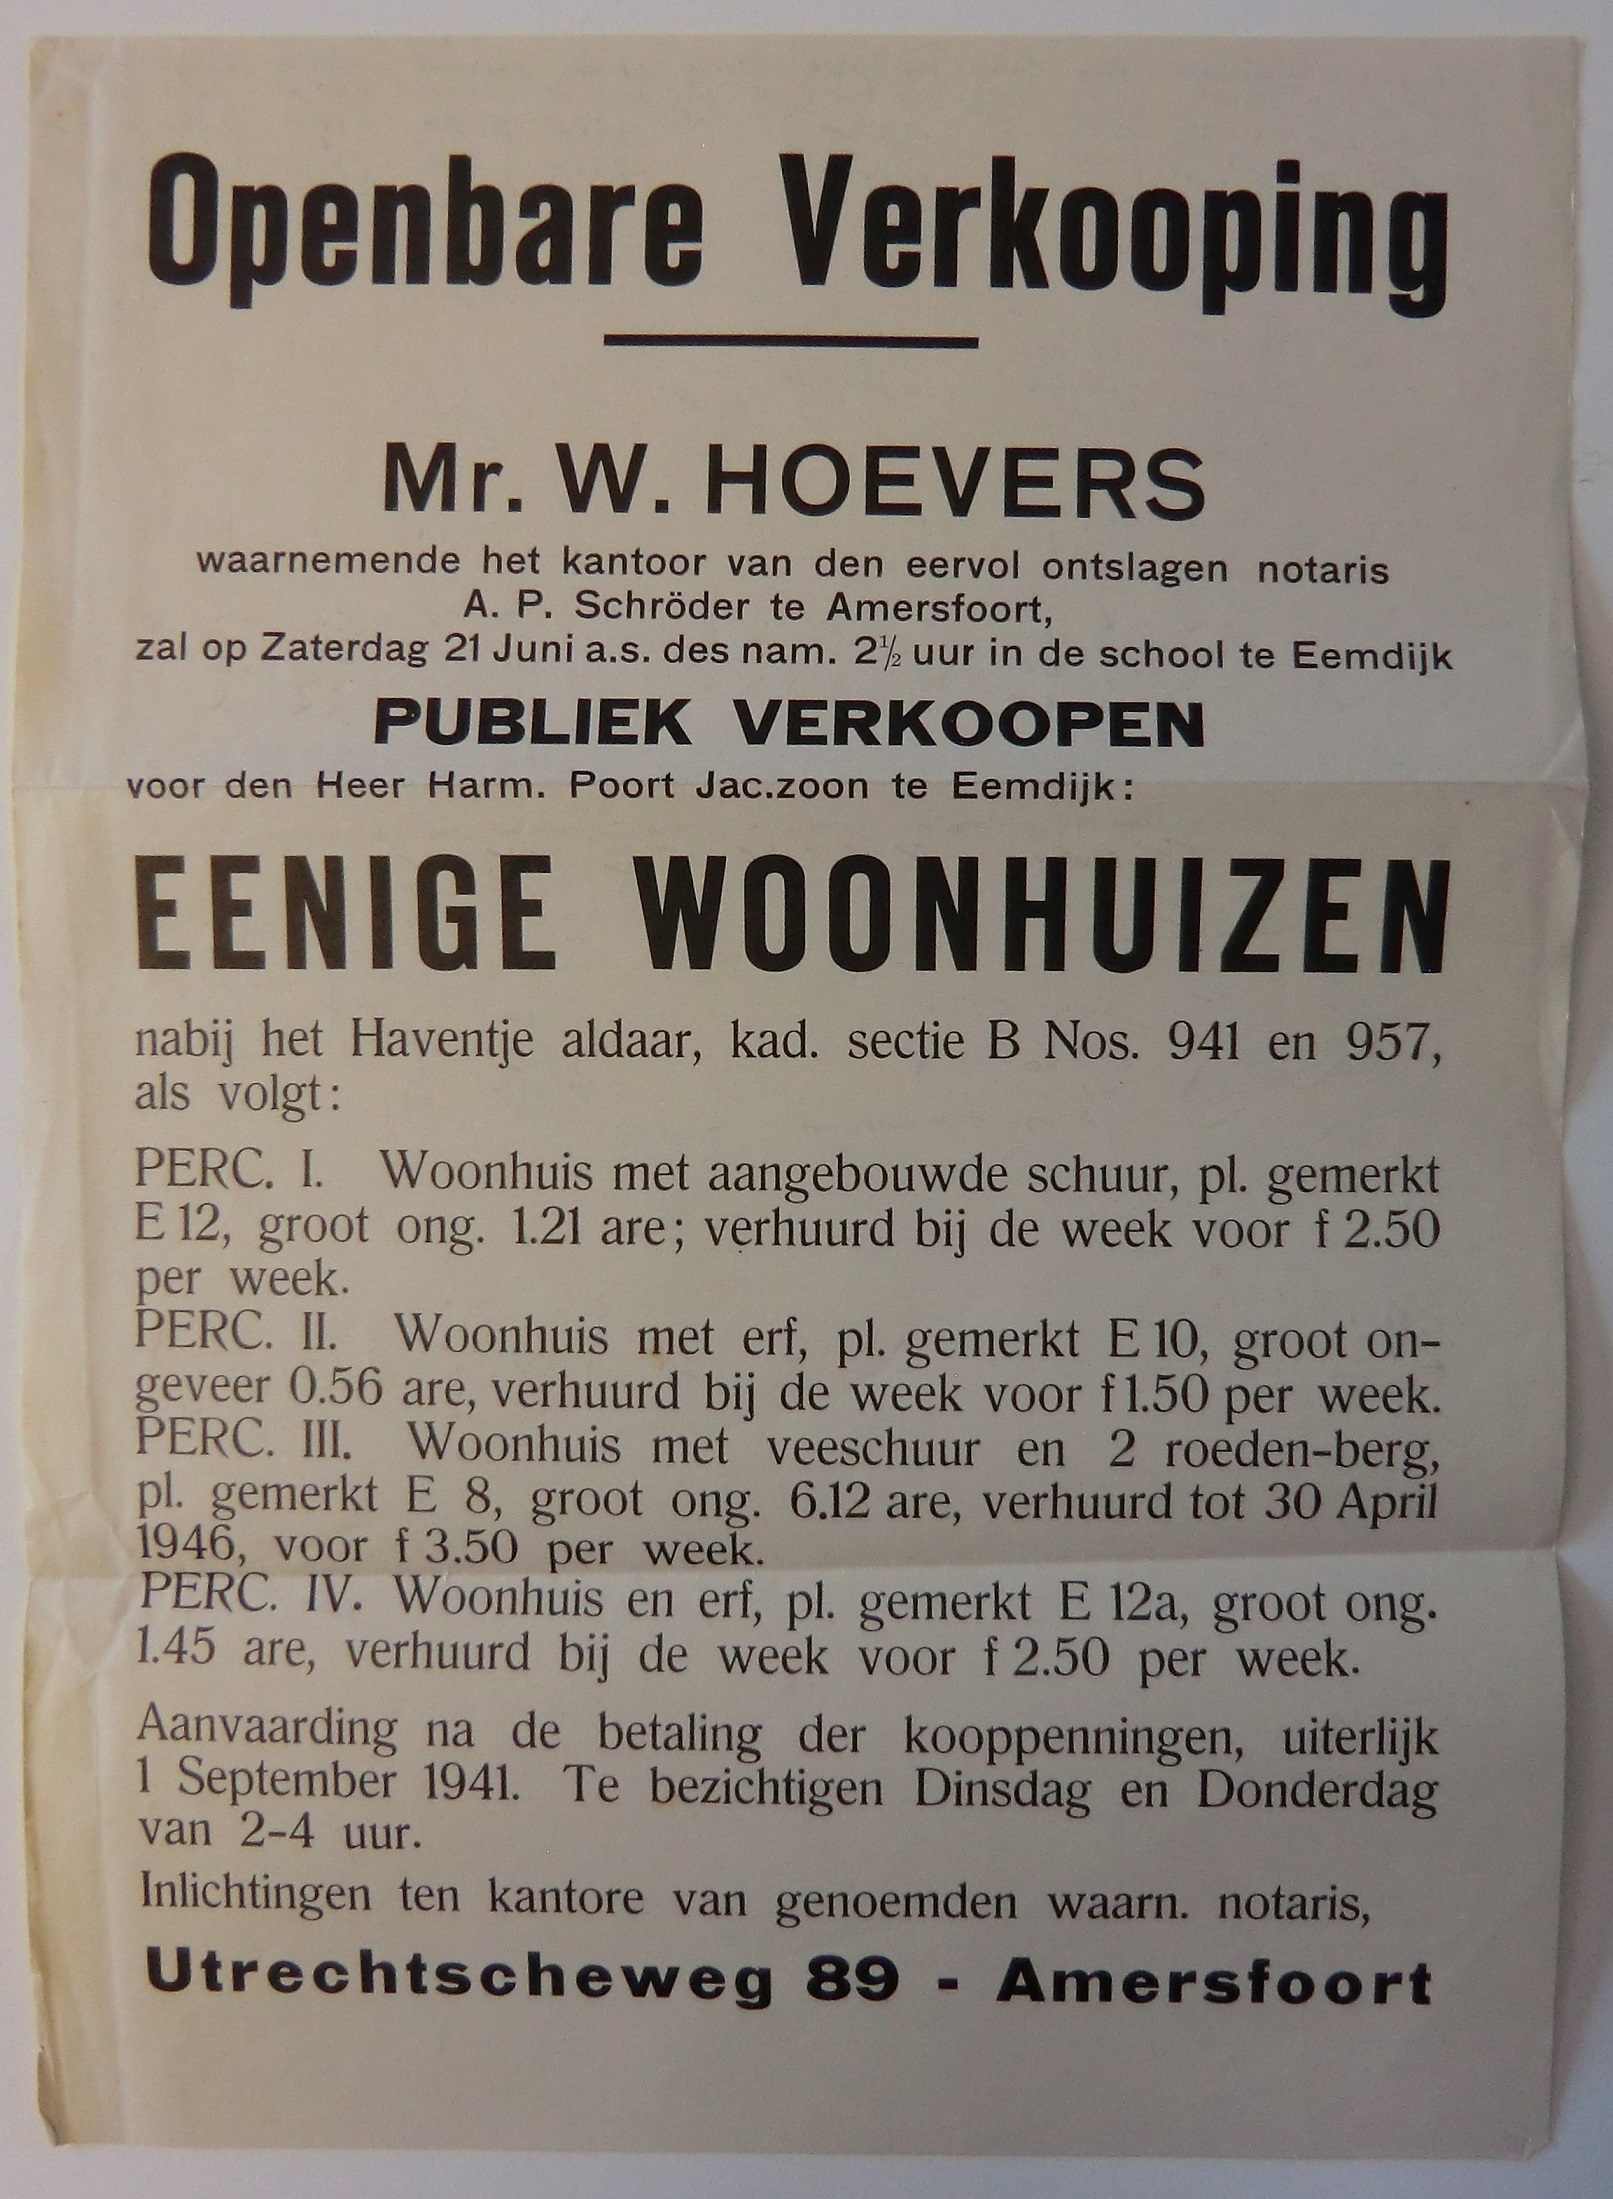 Openbare Verkooping
Mr. W. HOEVERS
waarnemende het kantoor van den eervol ontslagen notaris
A. P. Schröder te Amersfoort,
zal op Zaterdag 21 Juni a.s. des nam. 2½ uur in de school te Eemdijk
PUBLIEK VERKOOPEN
voor den Heer Harm. Poort Jac.zoon te Eemdijk:
EENIGE WOONHUIZEN
nabij het Haventje aldaar, kad. sectie B Nos. 941 en 957,
als volgt:
PERC. I. Woonhuis met aangebouwde schuur, pl. gemerkt
E 12, groot ong. 1.21 are; verhuurd bij de week voor f 2.50
per week.
PERC. II. Woonhuis met erf, pl. gemerkt E 10, groot on-
geveer 0.56 are, verhuurd bij de week voor f 1.50 per week.
PERC. III. Woonhuis met veeschuur en 2 roeden-berg,
pl. gemerkt E 8, groot ong. 6.12 are, verhuurd tot 30 April
1946, voor f 3.50 per week.
PERC. IV. Woonhuis en erf, pl. gemerkt E 12a, groot ong.
1.45 are, verhuurd bij de week voor f 2.50 per week.
Aanvaarding na de betaling der kooppenningen, uiterlijk
1 September 1941. Te bezichtigen Dinsdag en Donderdag
van 2-4 uur.
Inlichtingen ten kantore van genoemden waarn. notaris,
Utrechtscheweg 89 - Amersfoort